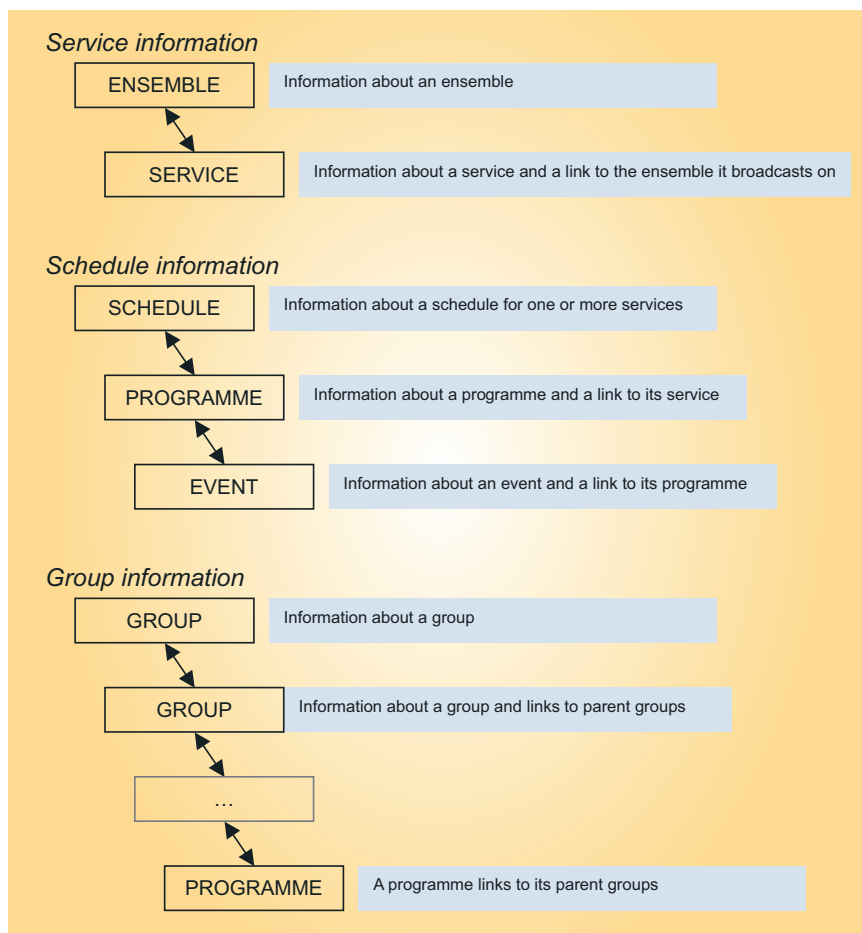 Service information
ENSEMBLE
Information about an ensemble
SERVICE
Information about a service and a link to the ensemble it broadcasts on
Schedule information
SCHEDULE
Information about a schedule for one or more services
PROGRAMME
Information about a programme and a link to its service
EVENT
Information about an event and a link to its programme
Group information
GROUP
Information about a group
GROUP
Information about a group and links to parent groups
...
PROGRAMME
A programme links to its parent groups